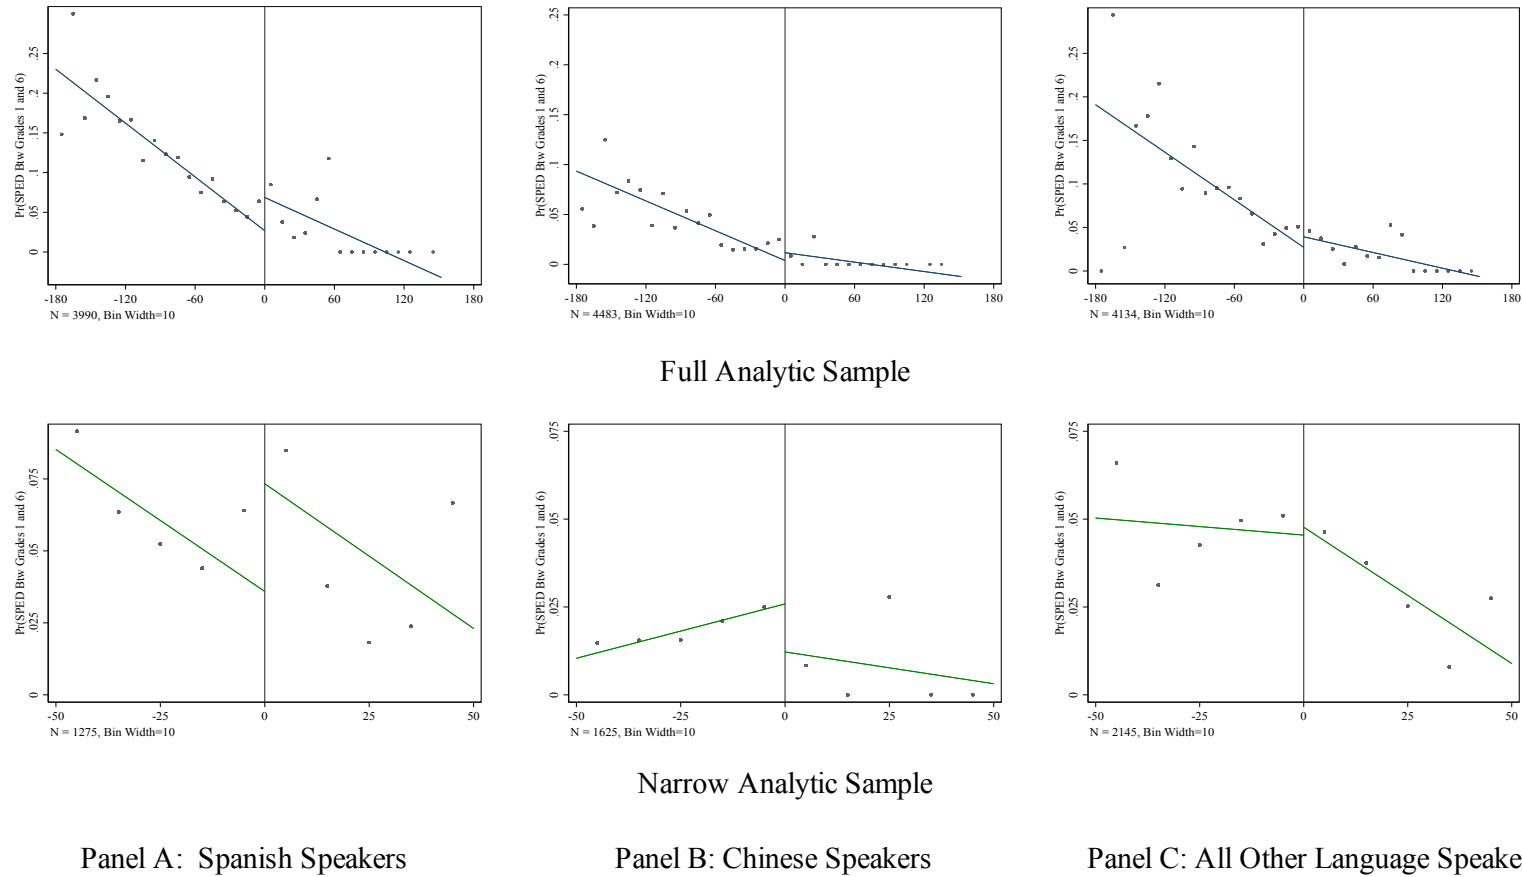 Pr(SPED Btw Grades 1 and 6)
.25
.2
.15
.1
.05
0
-180 -120 -60 0 60 120 180
N = 3990, Bin Width=10
Pr(SPED Btw Grades 1 and 6)
.25
.2
.15
.1
.05
0
-180 -120 -60 0 60 120 180
N = 4483, Bin Width=10
Pr(SPED Btw Grades 1 and 6)
.25
.2
.15
.1
.05
0
-180 -120 -60 0 60 120 180
N = 4134, Bin Width=10
Full Analytic Sample
Pr(SPED Btw Grades 1 and 6)
.075
.05
.025
0
-50 -25 0 25 50
N = 1275, Bin Width=10
Pr(SPED Btw Grades 1 and 6)
.075
.05
.025
0
-50 -25 0 25 50
N = 1625, Bin Width=10
Pr(SPED Btw Grades 1 and 6)
.075
.05
.025
0
-50 -25 0 25 50
N = 2145, Bin Width=10
Narrow Analytic Sample
Panel A: Spanish Speakers
Panel B: Chinese Speakers
Panel C: All Other Language Speake